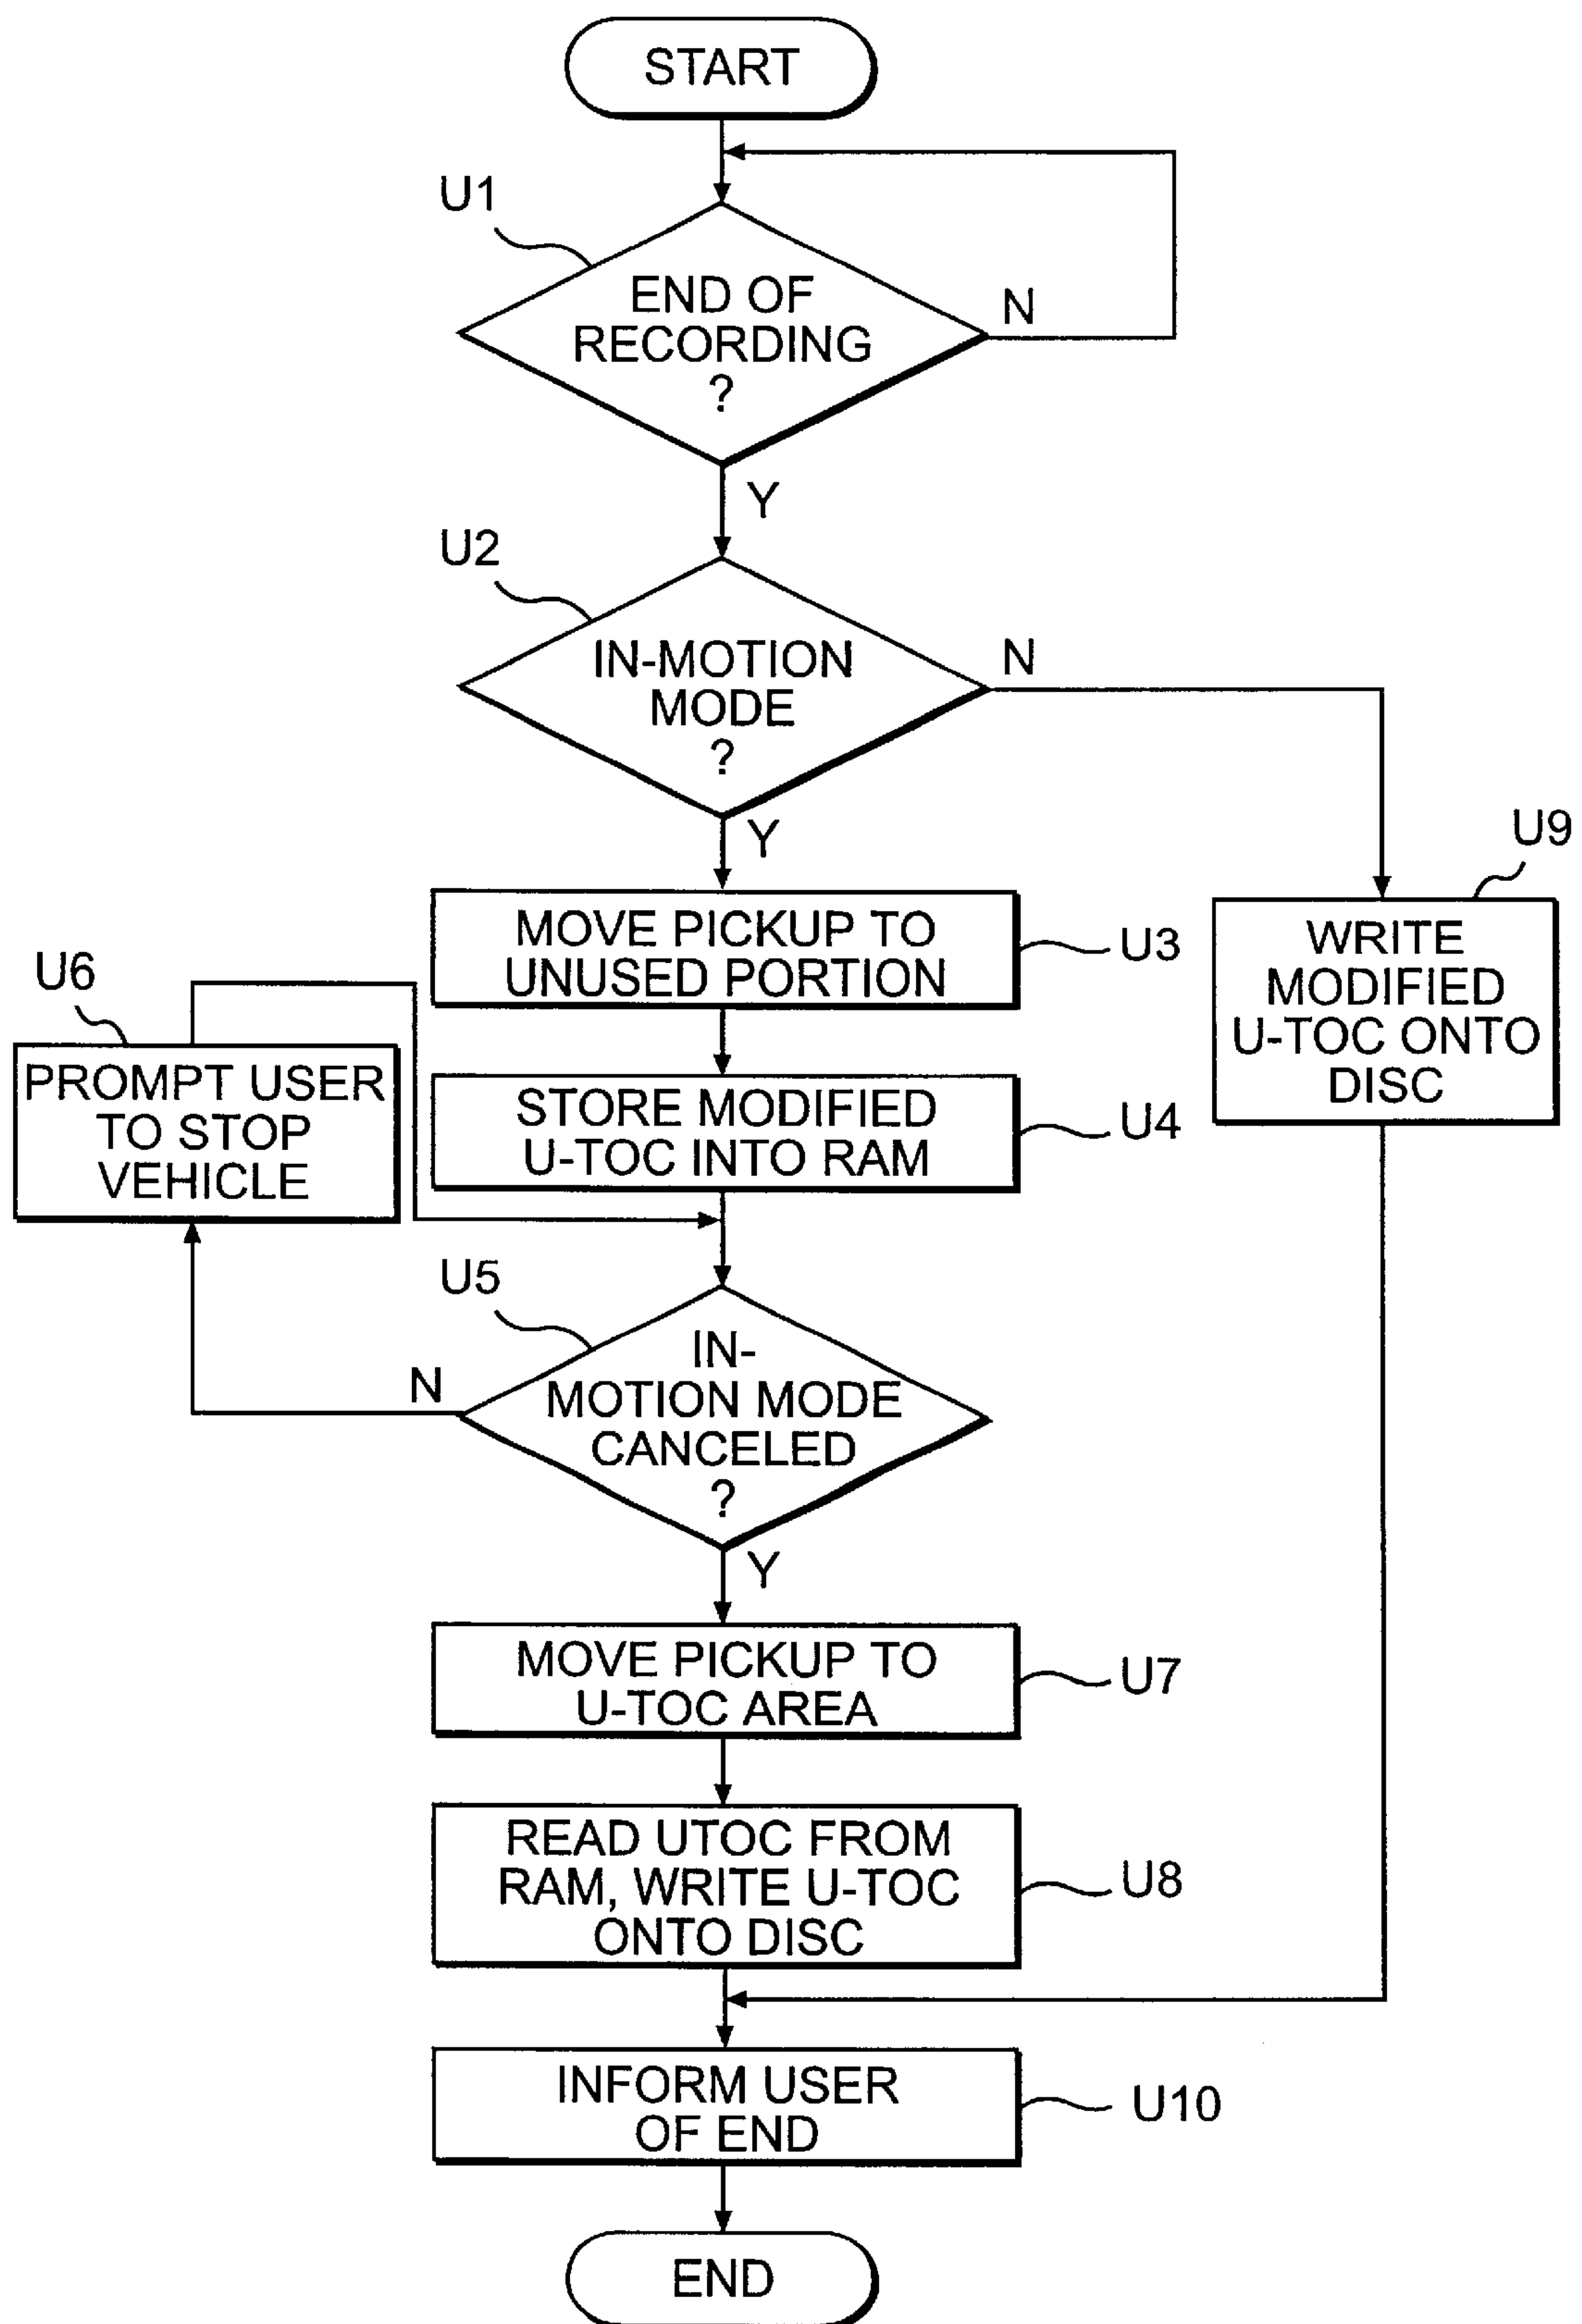 START
U1
END OF
RECORDING
?
N
Y
U2
IN-MOTION
MODE
?
N
Y
U9
WRITE
MODIFIED
U-TOC ONTO
DISC
MOVE PICKUP TO
UNUSED PORTION
U3
U6
PROMPT USER
TO STOP
VEHICLE
STORE MODIFIED
U-TOC INTO RAM
U4
U5
IN-
MOTION MODE
CANCELED
?
N
Y
MOVE PICKUP TO
U-TOC AREA
U7
READ UTOC FROM
RAM, WRITE U-TOC
ONTO DISC
U8
INFORM USER
OF END
U10
END